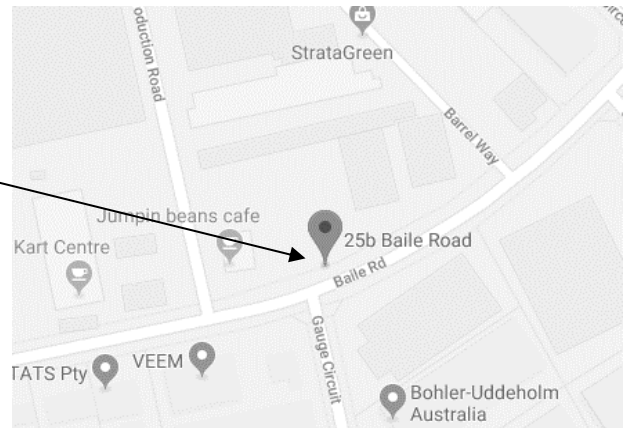 oduction Road
StrataGreen
Barrel Way
Jumpin beans cafe
Kart Centre
25b Baile Road
Baile Rd
Gauge Circuit
TATS Pty
VEEM
Bohler-Uddeholm
Australia